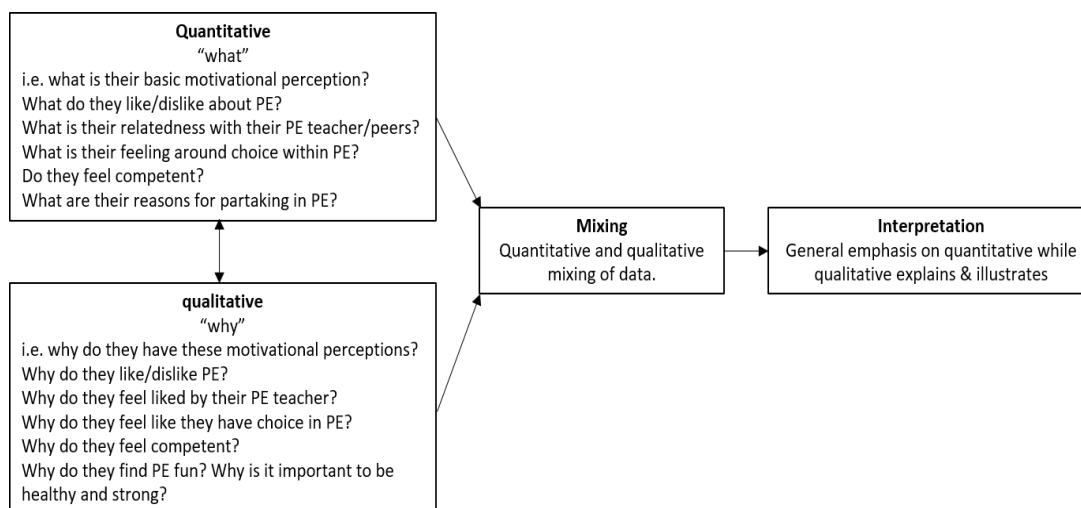 Quantitative
“what”
i.e. what is their basic motivational perception?
What do they like/dislike about PE?
What is their relatedness with their PE teacher/peers?
What is their feeling around choice within PE?
Do they feel competent?
What are their reasons for partaking in PE?
qualitative
“why”
i.e. why do they have these motivational perceptions?
Why do they like/dislike PE?
Why do they feel liked by their PE teacher?
Why do they feel like they have choice in PE?
Why do they feel competent?
Why do they find PE fun? Why is it important to be
healthy and strong?
Mixing
Quantitative and qualitative
mixing of data.
Interpretation
General emphasis on quantitative while
qualitative explains & illustrates